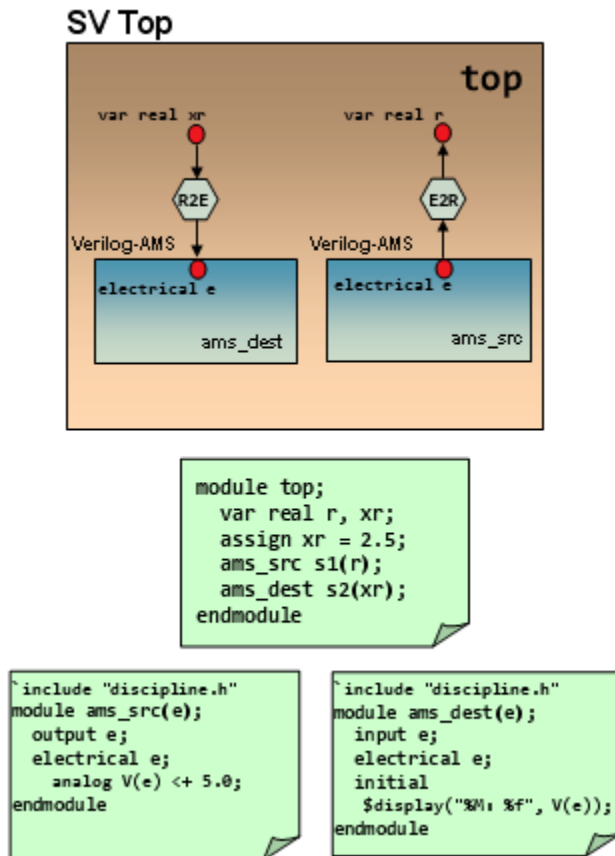 SV Top
top
var real xr
var real r
R2E
E2R
Verilog-AMS
Verilog-AMS
electrical e
electrical e
ams_dest
ams_src
module top;
var real r, xr;
assign xr = 2.5;
ams_src s1(r);
ams_dest s2(xr);
endmodule
`include "discipline.h"
module ams_src(e);
output e;
electrical e;
analog V(e) <+ 5.0;
endmodule
`include "discipline.h"
module ams_dest(e);
input e;
electrical e;
initial
$display("%M: %f", V(e));
endmodule